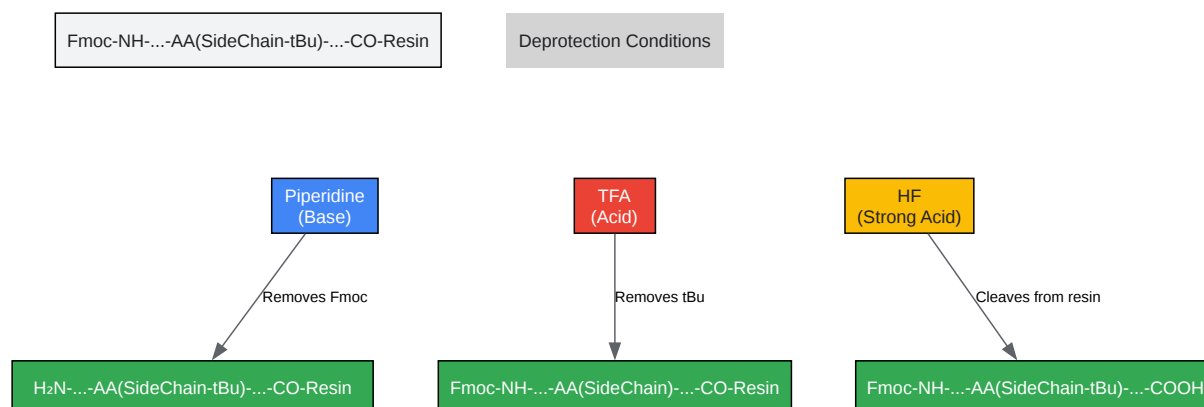 Fmoc-NH-...-AA(SideChain-tBu)-...-CO-Resin
Deprotection Conditions
Piperidine
(Base)
TFA
(Acid)
HF
(Strong Acid)
Removes Fmoc
Removes tBu
Cleaves from resin
H₂N-...-AA(SideChain-tBu)-...-CO-Resin
Fmoc-NH-...-AA(SideChain)-...-CO-Resin
Fmoc-NH-...-AA(SideChain-tBu)-...-COOH